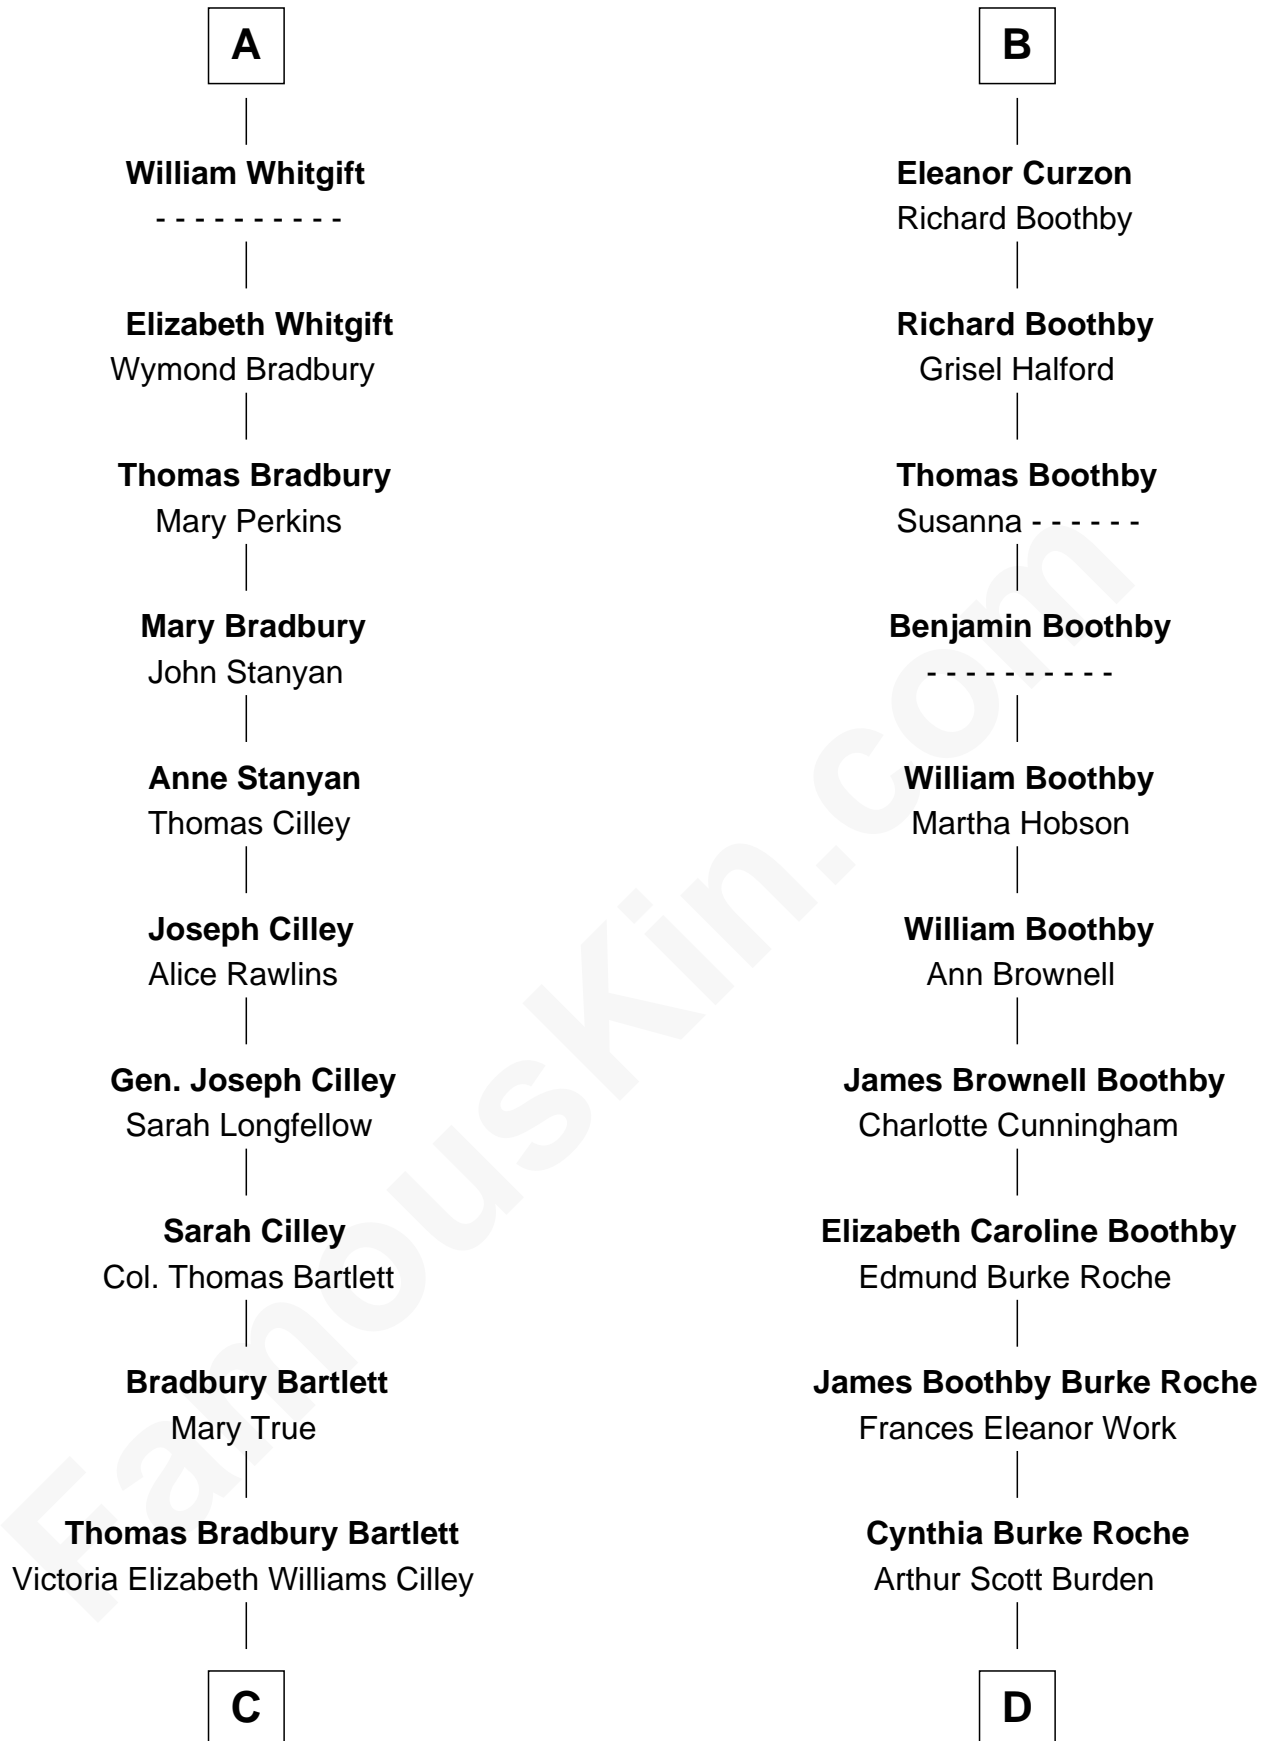 A
William Whitgift
- - - - - - - - - -
Elizabeth Whitgift
Wymond Bradbury
Thomas Bradbury
Mary Perkins
Mary Bradbury
John Stanyan
Anne Stanyan
Thomas Cilley
Joseph Cilley
Alice Rawlins
Gen. Joseph Cilley
Sarah Longfellow
Sarah Cilley
Col. Thomas Bartlett
Bradbury Bartlett
Mary True
Thomas Bradbury Bartlett
Victoria Elizabeth Williams Cilley
C
B
Eleanor Curzon
Richard Boothby
Richard Boothby
Grisel Halford
Thomas Boothby
Susanna - - - - - -
Benjamin Boothby
- - - - - - - - - -
William Boothby
Martha Hobson
William Boothby
Ann Brownell
James Brownell Boothby
Charlotte Cunningham
Elizabeth Caroline Boothby
Edmund Burke Roche
James Boothby Burke Roche
Frances Eleanor Work
Cynthia Burke Roche
Arthur Scott Burden
D
FamousKin.com